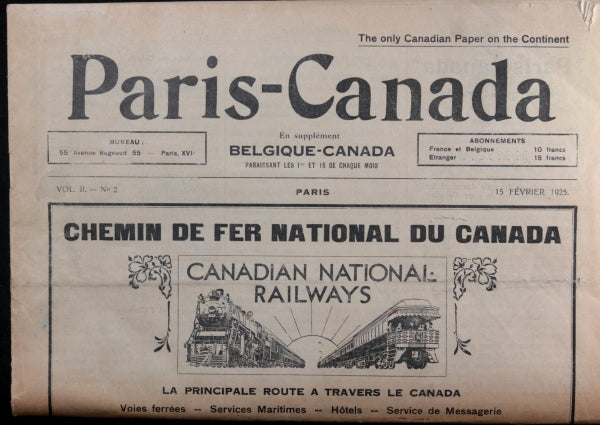 The only Canadian Paper on the Continent
Paris-Canada
BUREAU :
55 Avenue Bugeaud 55 — Paris, XVIe
En supplément
BELGIQUE-CANADA
PARAISSANT LES 1er ET 15 DE CHAQUE MOIS
ABONNEMENTS
France et Belgique 10 francs
Etranger 15 francs
VOL. II. — No 2.
PARIS
15 FÉVRIER 1925.
CHEMIN DE FER NATIONAL DU CANADA
CANADIAN NATIONAL
RAILWAYS
LA PRINCIPALE ROUTE A TRAVERS LE CANADA
Voies ferrées -- Services Maritimes -- Hôtels -- Service de Messagerie